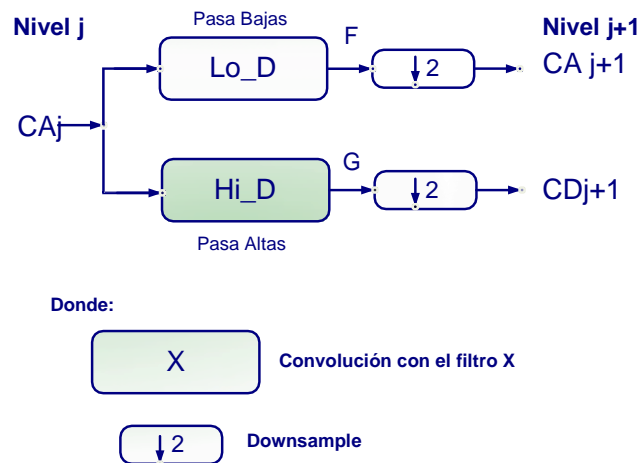 Pasa Bajas
Nivel j
F
Nivel j+1
Lo_D
2
CA j+1
CAj
G
Hi_D
2
CDj+1
Pasa Altas
Donde:
X
Convolución con el filtro X
2
Downsample